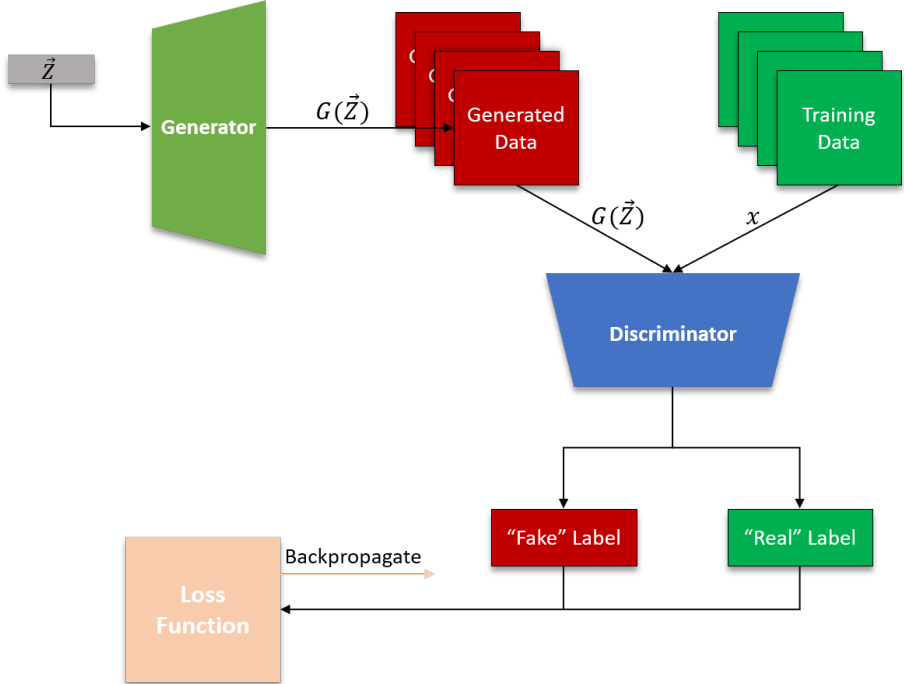 Z⃗
Generator
G(Z⃗)
G
G
G
Generated
Data
Training
Data
G(Z⃗)
x
Discriminator
“Fake” Label
“Real” Label
Backpropagate
Loss
Function